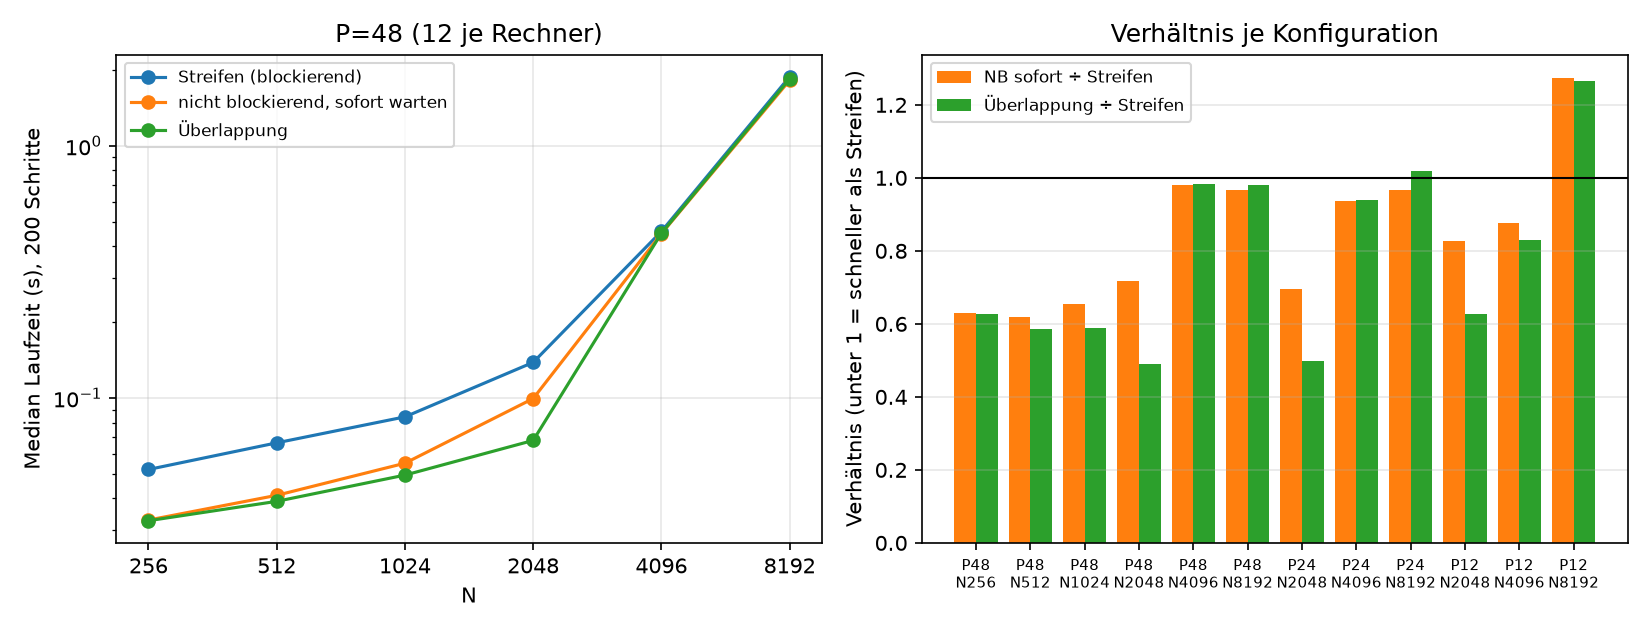 P=48 (12 je Rechner)
Streifen (blockierend)
nicht blockierend, sofort warten
Überlappung
Median Laufzeit (s), 200 Schritte
10⁰
10⁻¹
256 512 1024 2048 4096 8192
N
Verhältnis je Konfiguration
NB sofort ÷ Streifen
Überlappung ÷ Streifen
Verhältnis (unter 1 = schneller als Streifen)
1.2
1.0
0.8
0.6
0.4
0.2
0.0
P48 P48 P48 P48 P48 P48 P24 P24 P24 P12 P12 P12
N256 N512 N1024 N2048 N4096 N8192 N2048 N4096 N8192 N2048 N4096 N8192